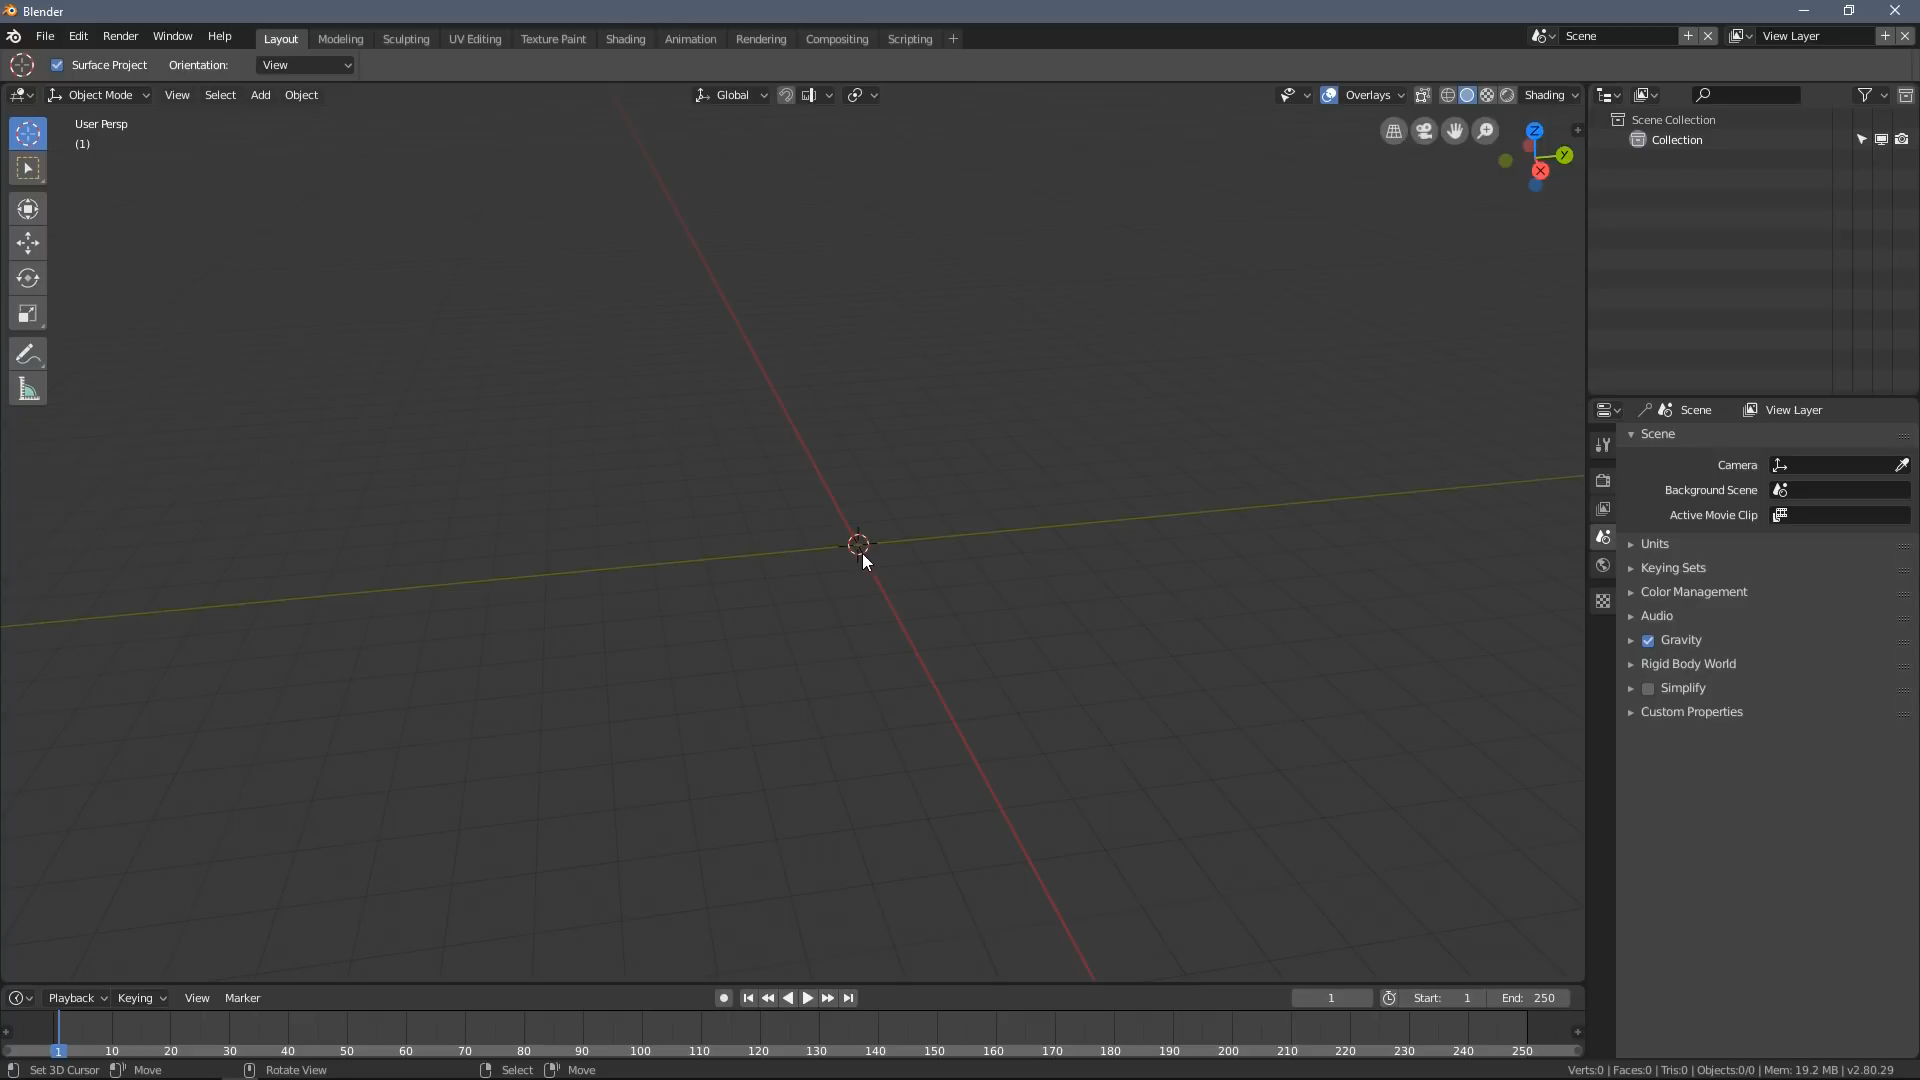 Blender
File Edit Render Window Help Layout Modeling Sculpting UV Editing Texture Paint Shading Animation Rendering Compositing Scripting + Scene View Layer
Surface Project Orientation: View
Object Mode View Select Add Object Global Overlays Shading
User Persp
(1)
Z
Y
X
Scene Collection
Collection
Scene View Layer
Scene
Camera
Background Scene
Active Movie Clip
Units
Keying Sets
Color Management
Audio
Gravity
Rigid Body World
Simplify
Custom Properties
Playback Keying View Marker 1 Start: 1 End: 250
1 10 20 30 40 50 60 70 80 90 100 110 120 130 140 150 160 170 180 190 200 210 220 230 240 250
Set 3D Cursor Move Rotate View Select Move Verts:0 | Faces:0 | Tris:0 | Objects:0/0 | Mem: 19.2 MB | v2.80.29